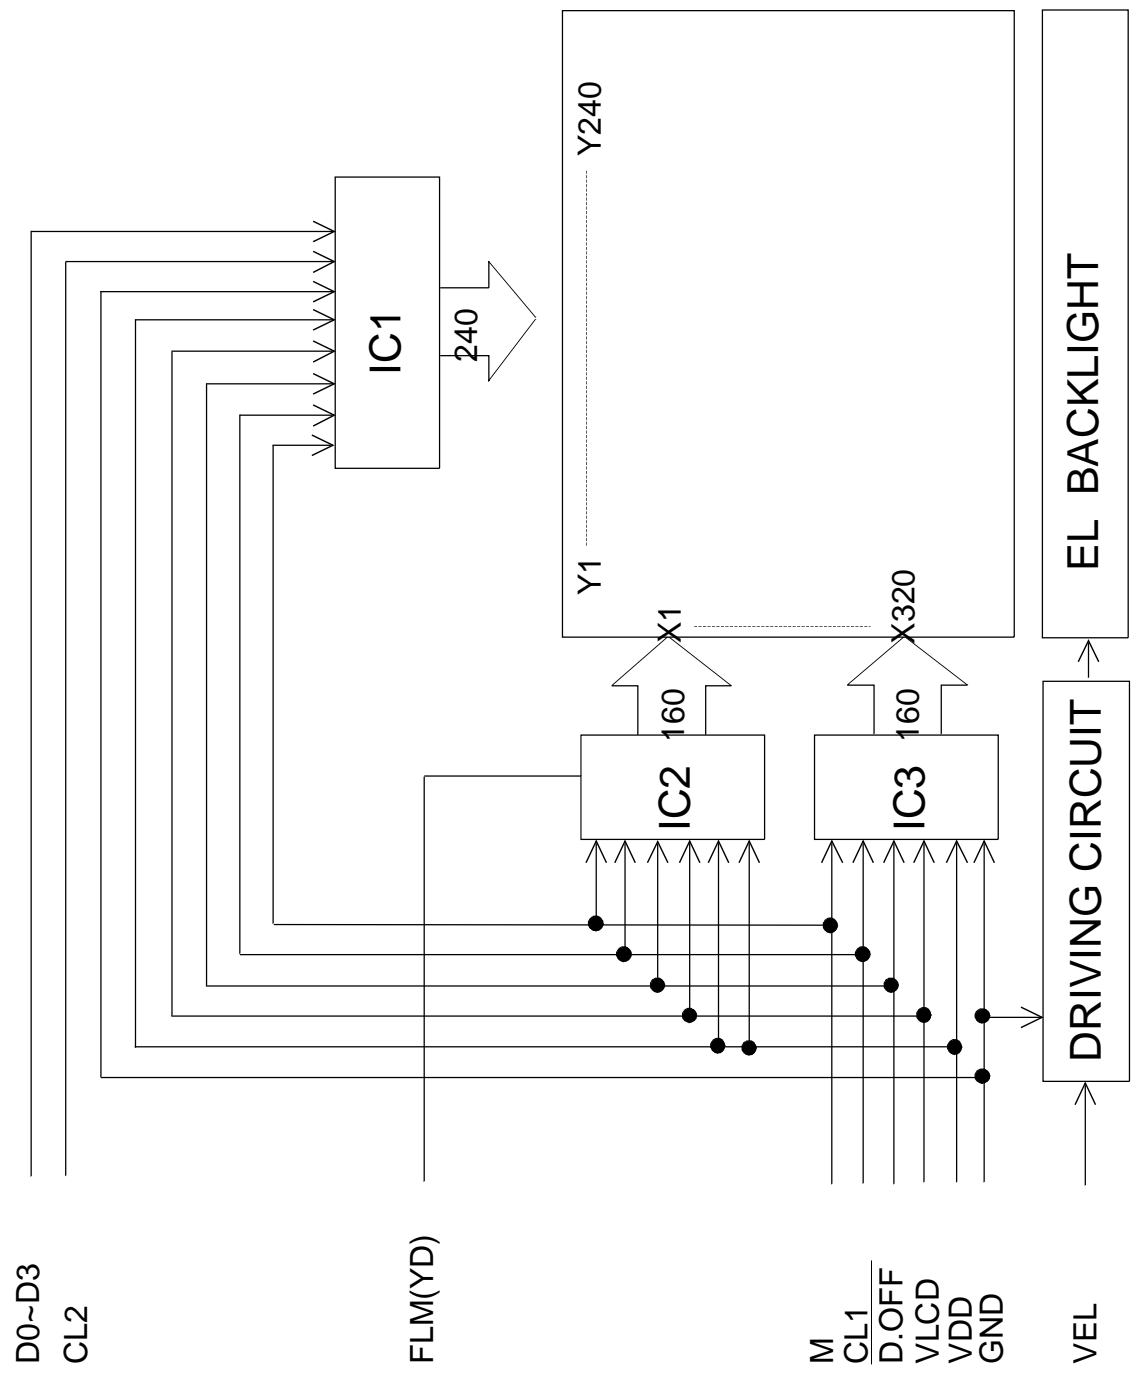 D0~D3
CL2
FLM(YD)
M
CL1
D.OFF
VLCD
VDD
GND
VEL
IC1
240
IC2
160
IC3
160
Y1
Y240
X1
X320
DRIVING CIRCUIT
EL BACKLIGHT